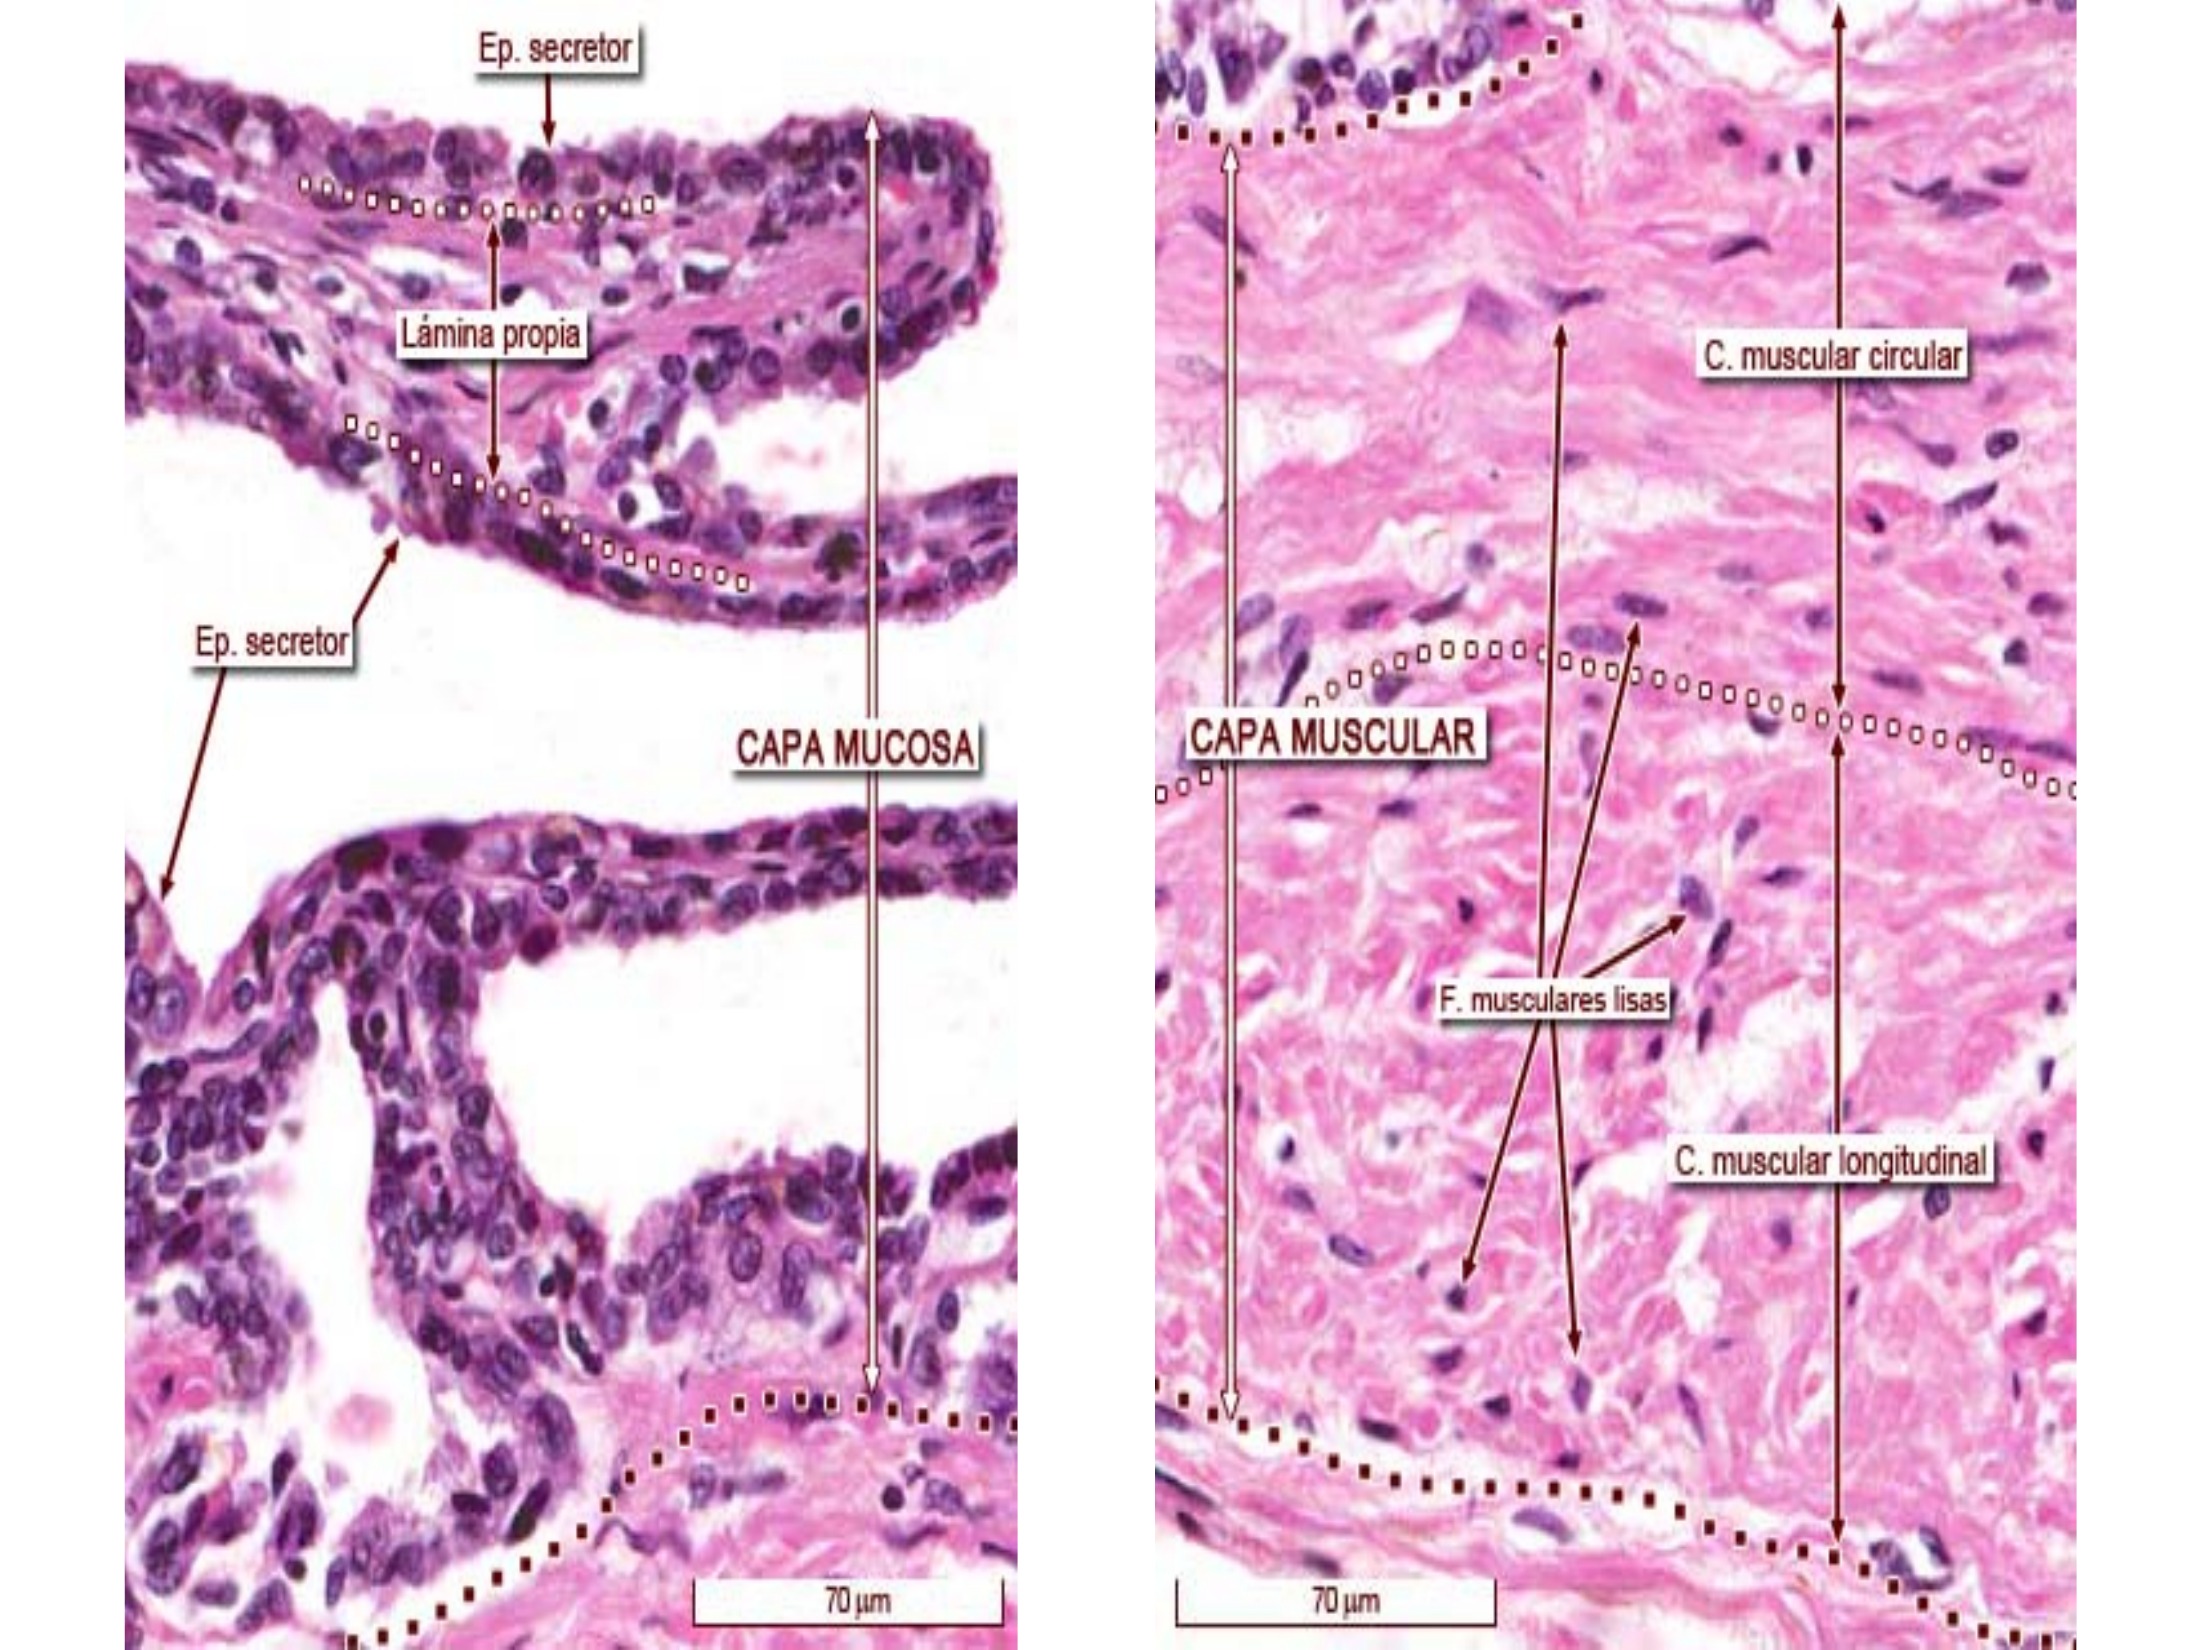 Ep. secretor
Lámina propia
Ep. secretor
CAPA MUCOSA
70 µm
C. muscular circular
CAPA MUSCULAR
F. musculares lisas
C. muscular longitudinal
70 µm